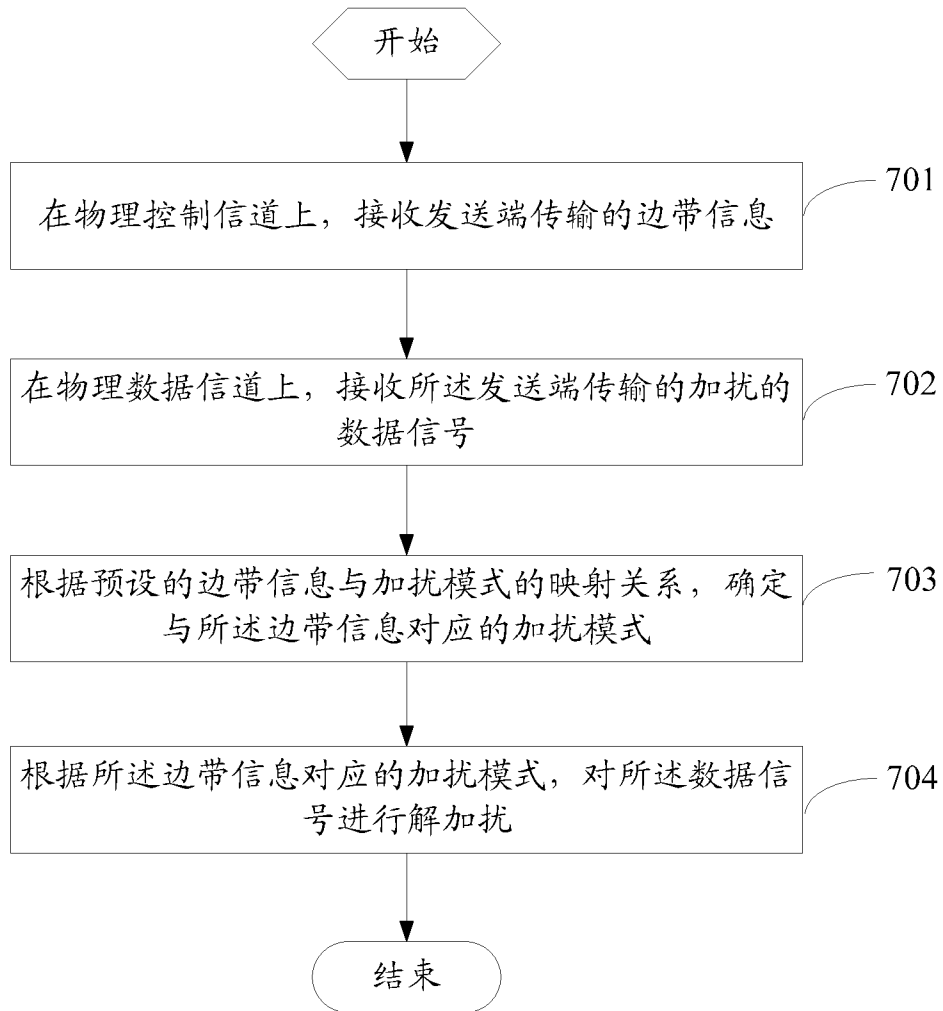 开始
在物理控制信道上，接收发送端传输的边带信息
701
在物理数据信道上，接收所述发送端传输的加扰的
数据信号
702
根据预设的边带信息与加扰模式的映射关系，确定
与所述边带信息对应的加扰模式
703
根据所述边带信息对应的加扰模式，对所述数据信
号进行解加扰
704
结束